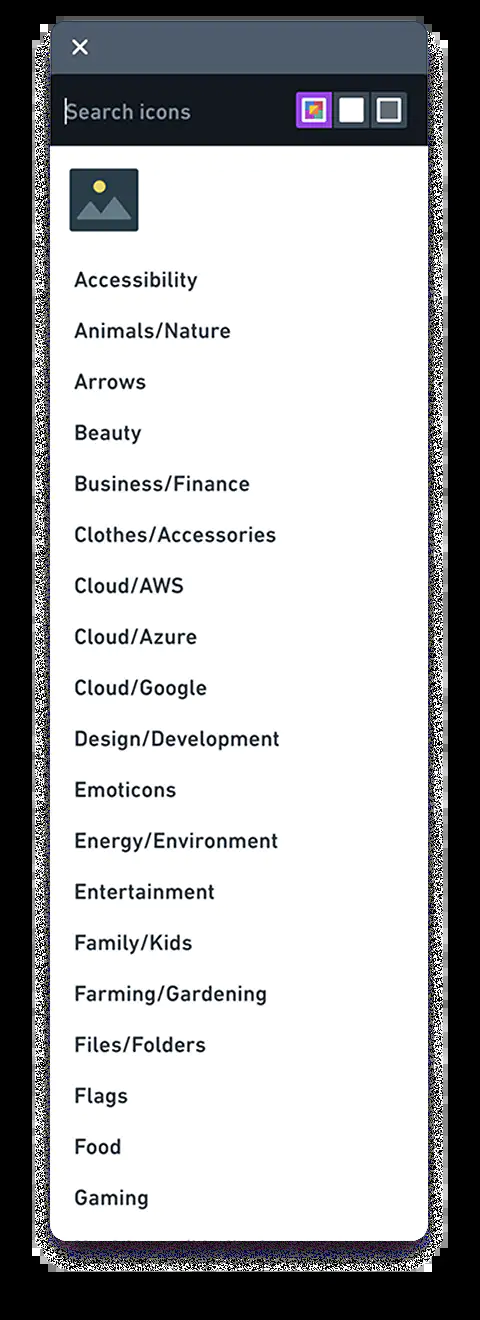 Search icons
Accessibility
Animals/Nature
Arrows
Beauty
Business/Finance
Clothes/Accessories
Cloud/AWS
Cloud/Azure
Cloud/Google
Design/Development
Emoticons
Energy/Environment
Entertainment
Family/Kids
Farming/Gardening
Files/Folders
Flags
Food
Gaming